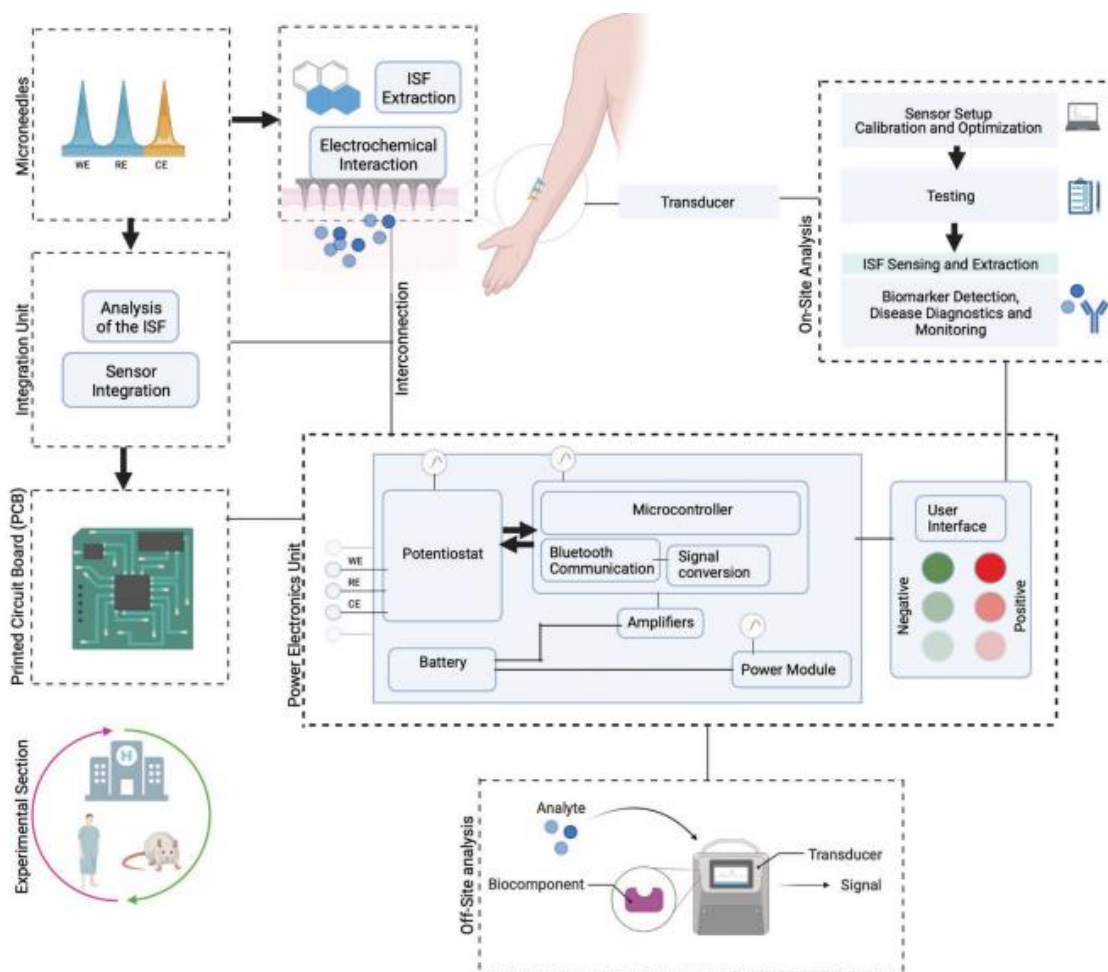 Microneedles
WE RE CE
ISF
Extraction
Electrochemical
Interaction
Transducer
On-Site Analysis
Sensor Setup
Calibration and Optimization
Testing
ISF Sensing and Extraction
Biomarker Detection,
Disease Diagnostics and
Monitoring
Integration Unit
Analysis
of the ISF
Sensor
Integration
Interconnection
Printed Circuit Board (PCB)
Power Electronics Unit
WE
RE
CE
Potentiostat
Microcontroller
Bluetooth
Communication
Signal
conversion
Amplifiers
Battery
Power Module
User
Interface
Negative
Positive
Experimental Section
H
Off-Site analysis
Analyte
Biocomponent
Transducer
Signal